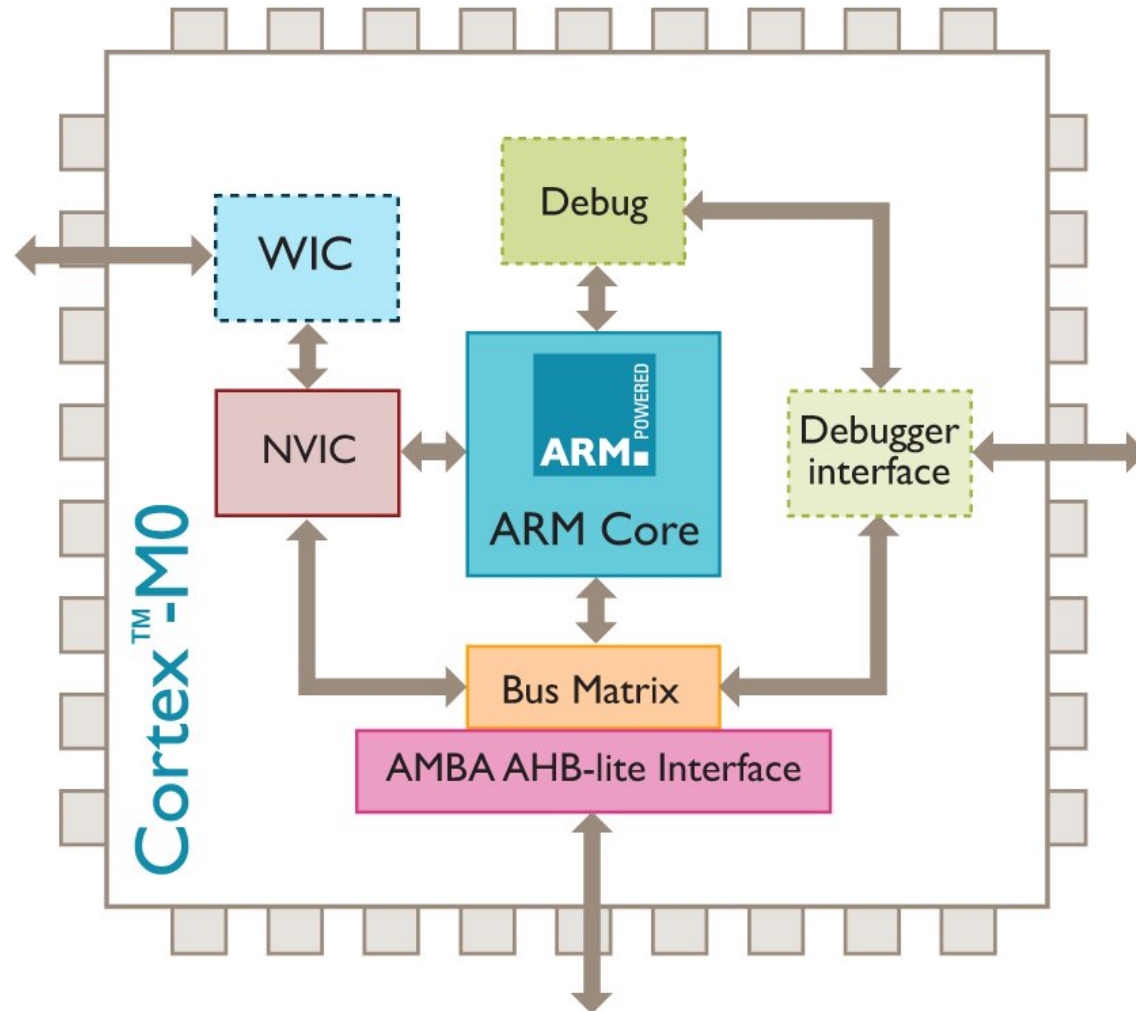 Debug
WIC
POWERED
ARM
ARM Core
NVIC
Debugger
interface
Cortex™-M0
Bus Matrix
AMBA AHB-lite Interface